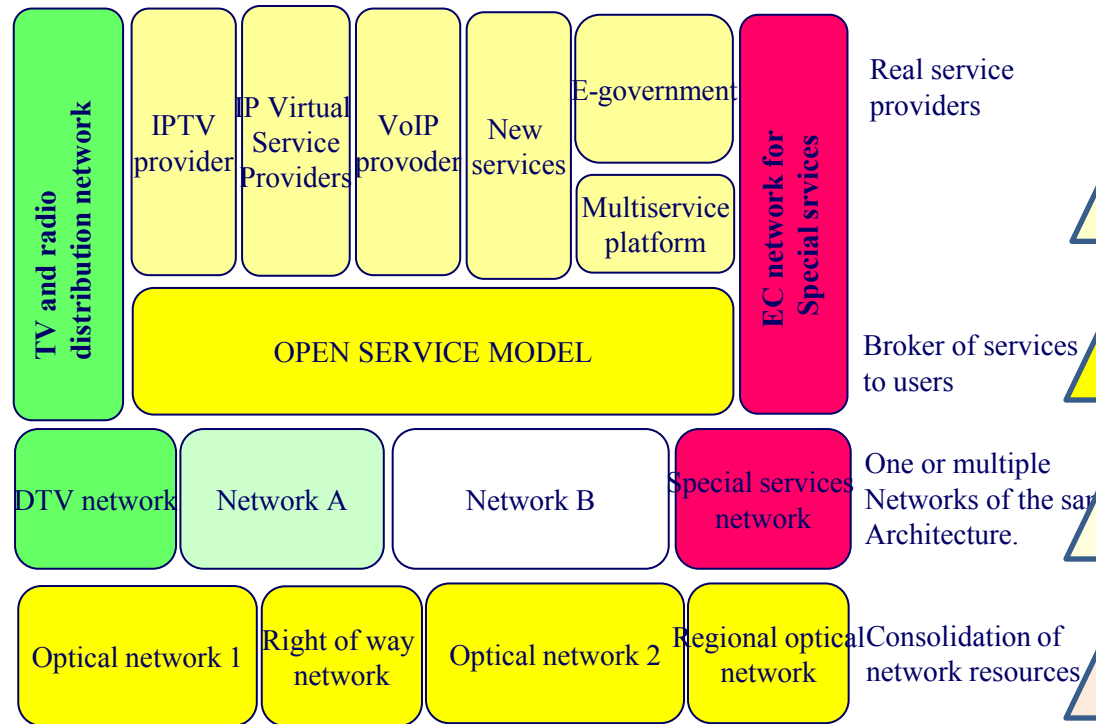 TV and radio
distribution network
IPTV
provider
IP Virtual
Service
Providers
VoIP
provoder
New
services
E-government
Multiservice
platform
EC network for
Special srvices
Real service
providers
OPEN SERVICE MODEL
Broker of services
to users
DTV network
Network A
Network B
Special services
network
One or multiple
Networks of the
Architecture.
Optical network 1
Right of way
network
Optical network 2
Regional optical
network
Consolidation of
network resources